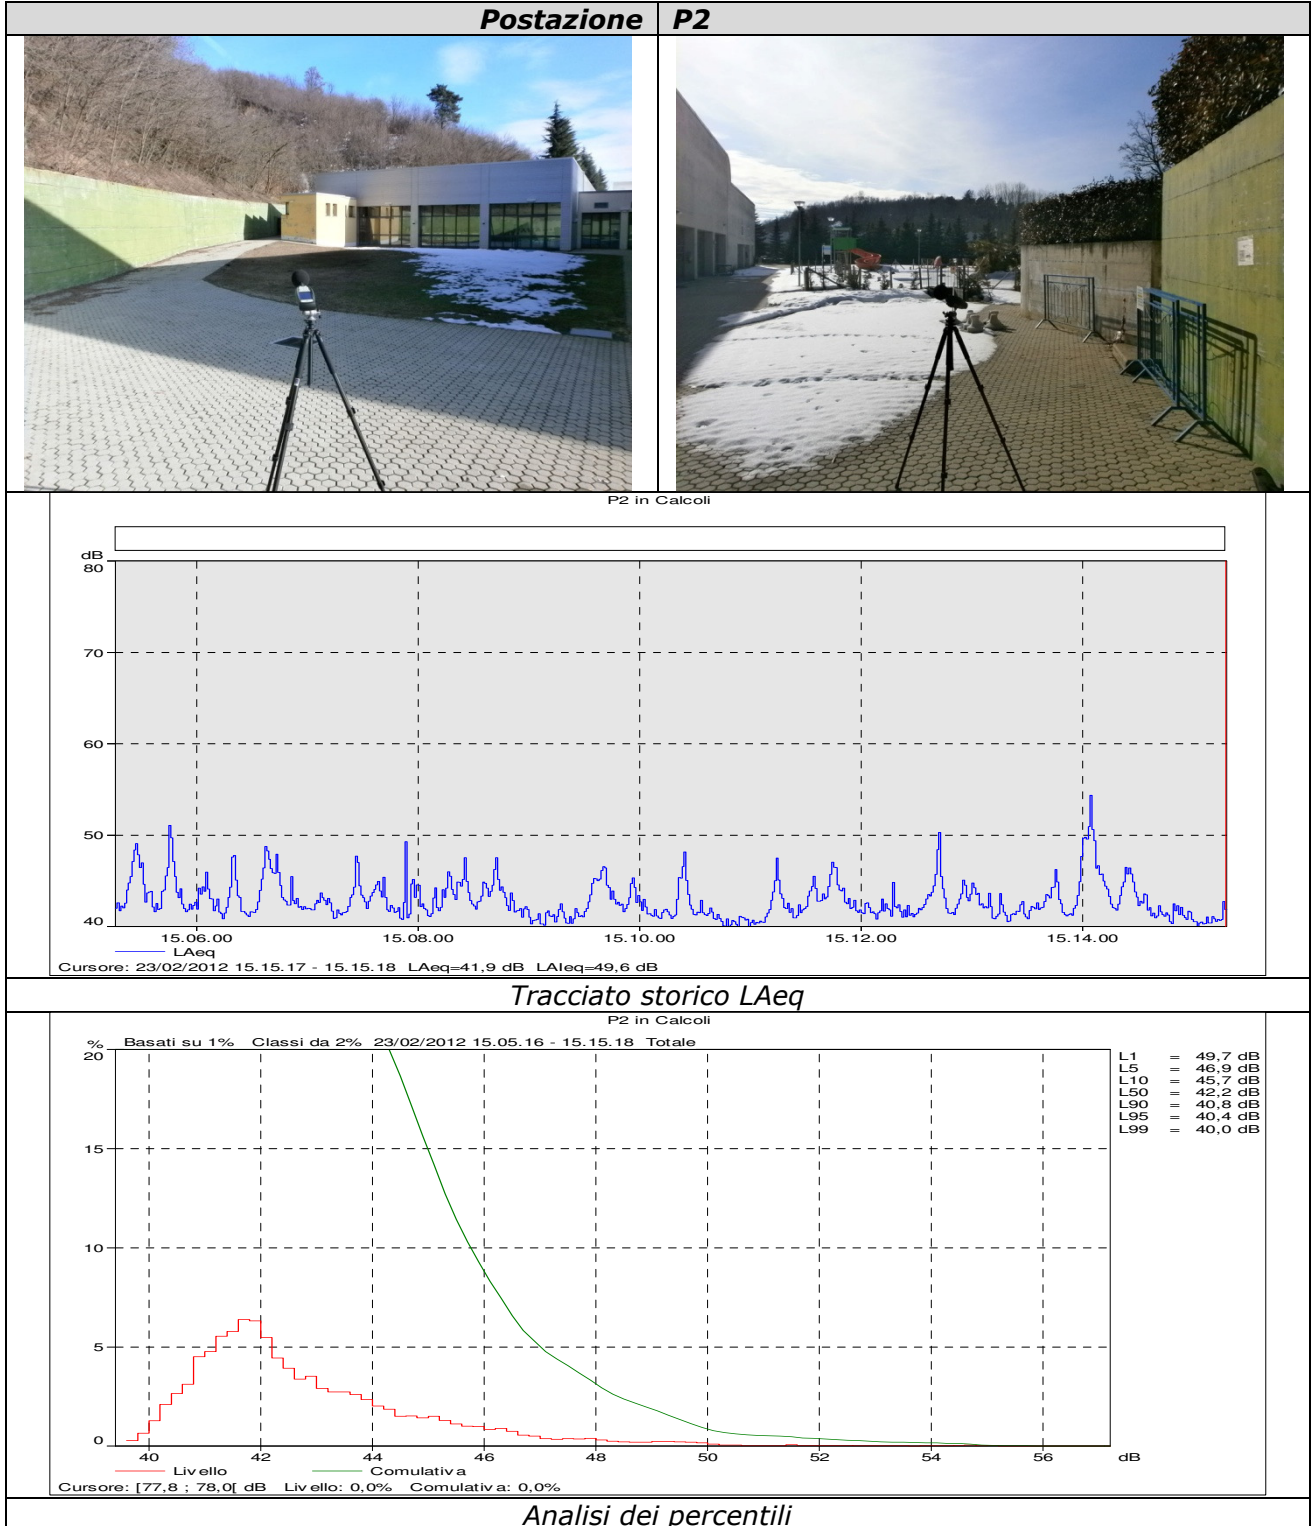 Postazione P2
P2 in Calcoli
dB
80
70
60
50
40
15.06.00 15.08.00 15.10.00 15.12.00 15.14.00
LAeq
Cursore: 23/02/2012 15.15.17 - 15.15.18 LAeq=41,9 dB LAIeq=49,6 dB
Tracciato storico LAeq
P2 in Calcoli
% Basati su 1% Classi da 2% 23/02/2012 15.05.16 - 15.15.18 Totale
20
15
10
5
0
L1 = 49,7 dB
L5 = 46,9 dB
L10 = 45,7 dB
L50 = 42,2 dB
L90 = 40,8 dB
L95 = 40,4 dB
L99 = 40,0 dB
40 42 44 46 48 50 52 54 56 dB
Livello Comulativa
Cursore: [77,8 ; 78,0[ dB Livello: 0,0% Comulativa: 0,0%
Analisi dei percentili